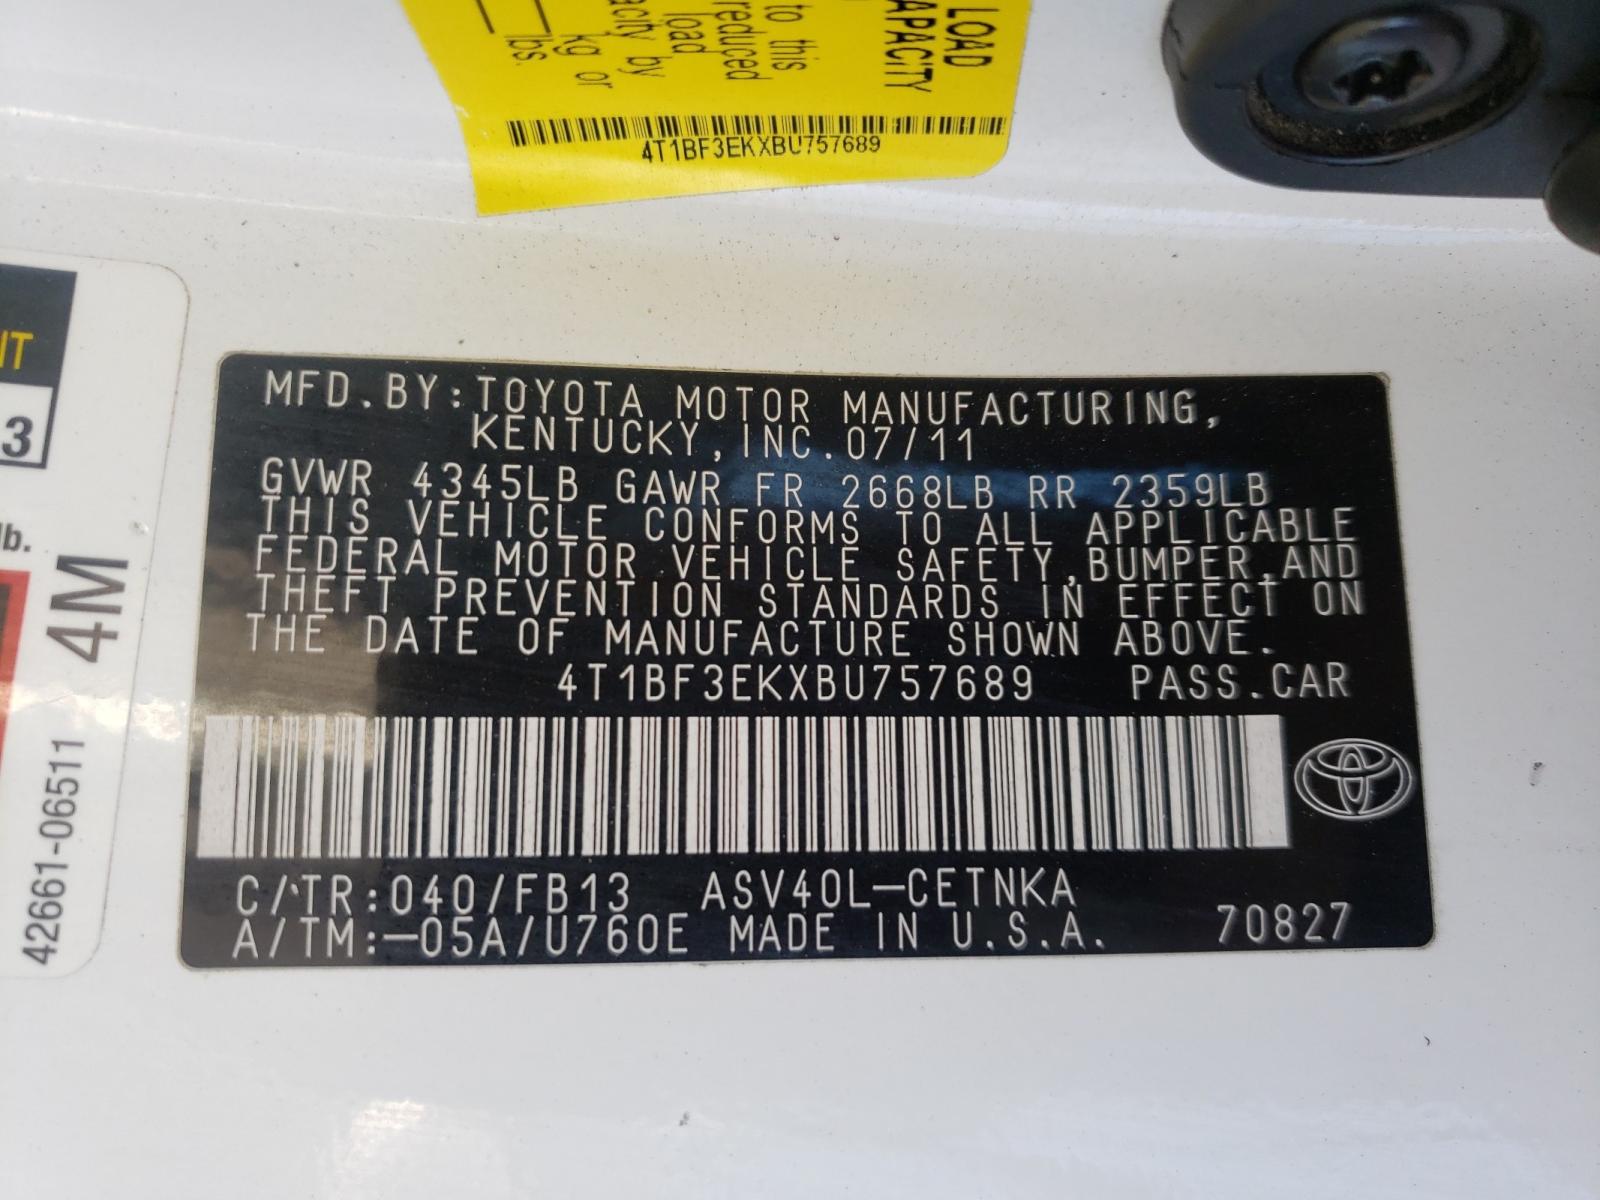 LOAD
CAPACITY
to this
reduced
load
capacity by
kg or
lbs.
4T1BF3EKXBU757689
IT
3
lb.
4M
42661-06511
MFD.BY:TOYOTA MOTOR MANUFACTURING,
KENTUCKY,INC.07/11
GVWR 4345LB GAWR FR 2668LB RR 2359LB
THIS VEHICLE CONFORMS TO ALL APPLICABLE
FEDERAL MOTOR VEHICLE SAFETY,BUMPER,AND
THEFT PREVENTION STANDARDS IN EFFECT ON
THE DATE OF MANUFACTURE SHOWN ABOVE.
4T1BF3EKXBU757689 PASS.CAR
C/TR:040/FB13 ASV40L-CETNKA
A/TM:-05A/U760E MADE IN U.S.A. 70827